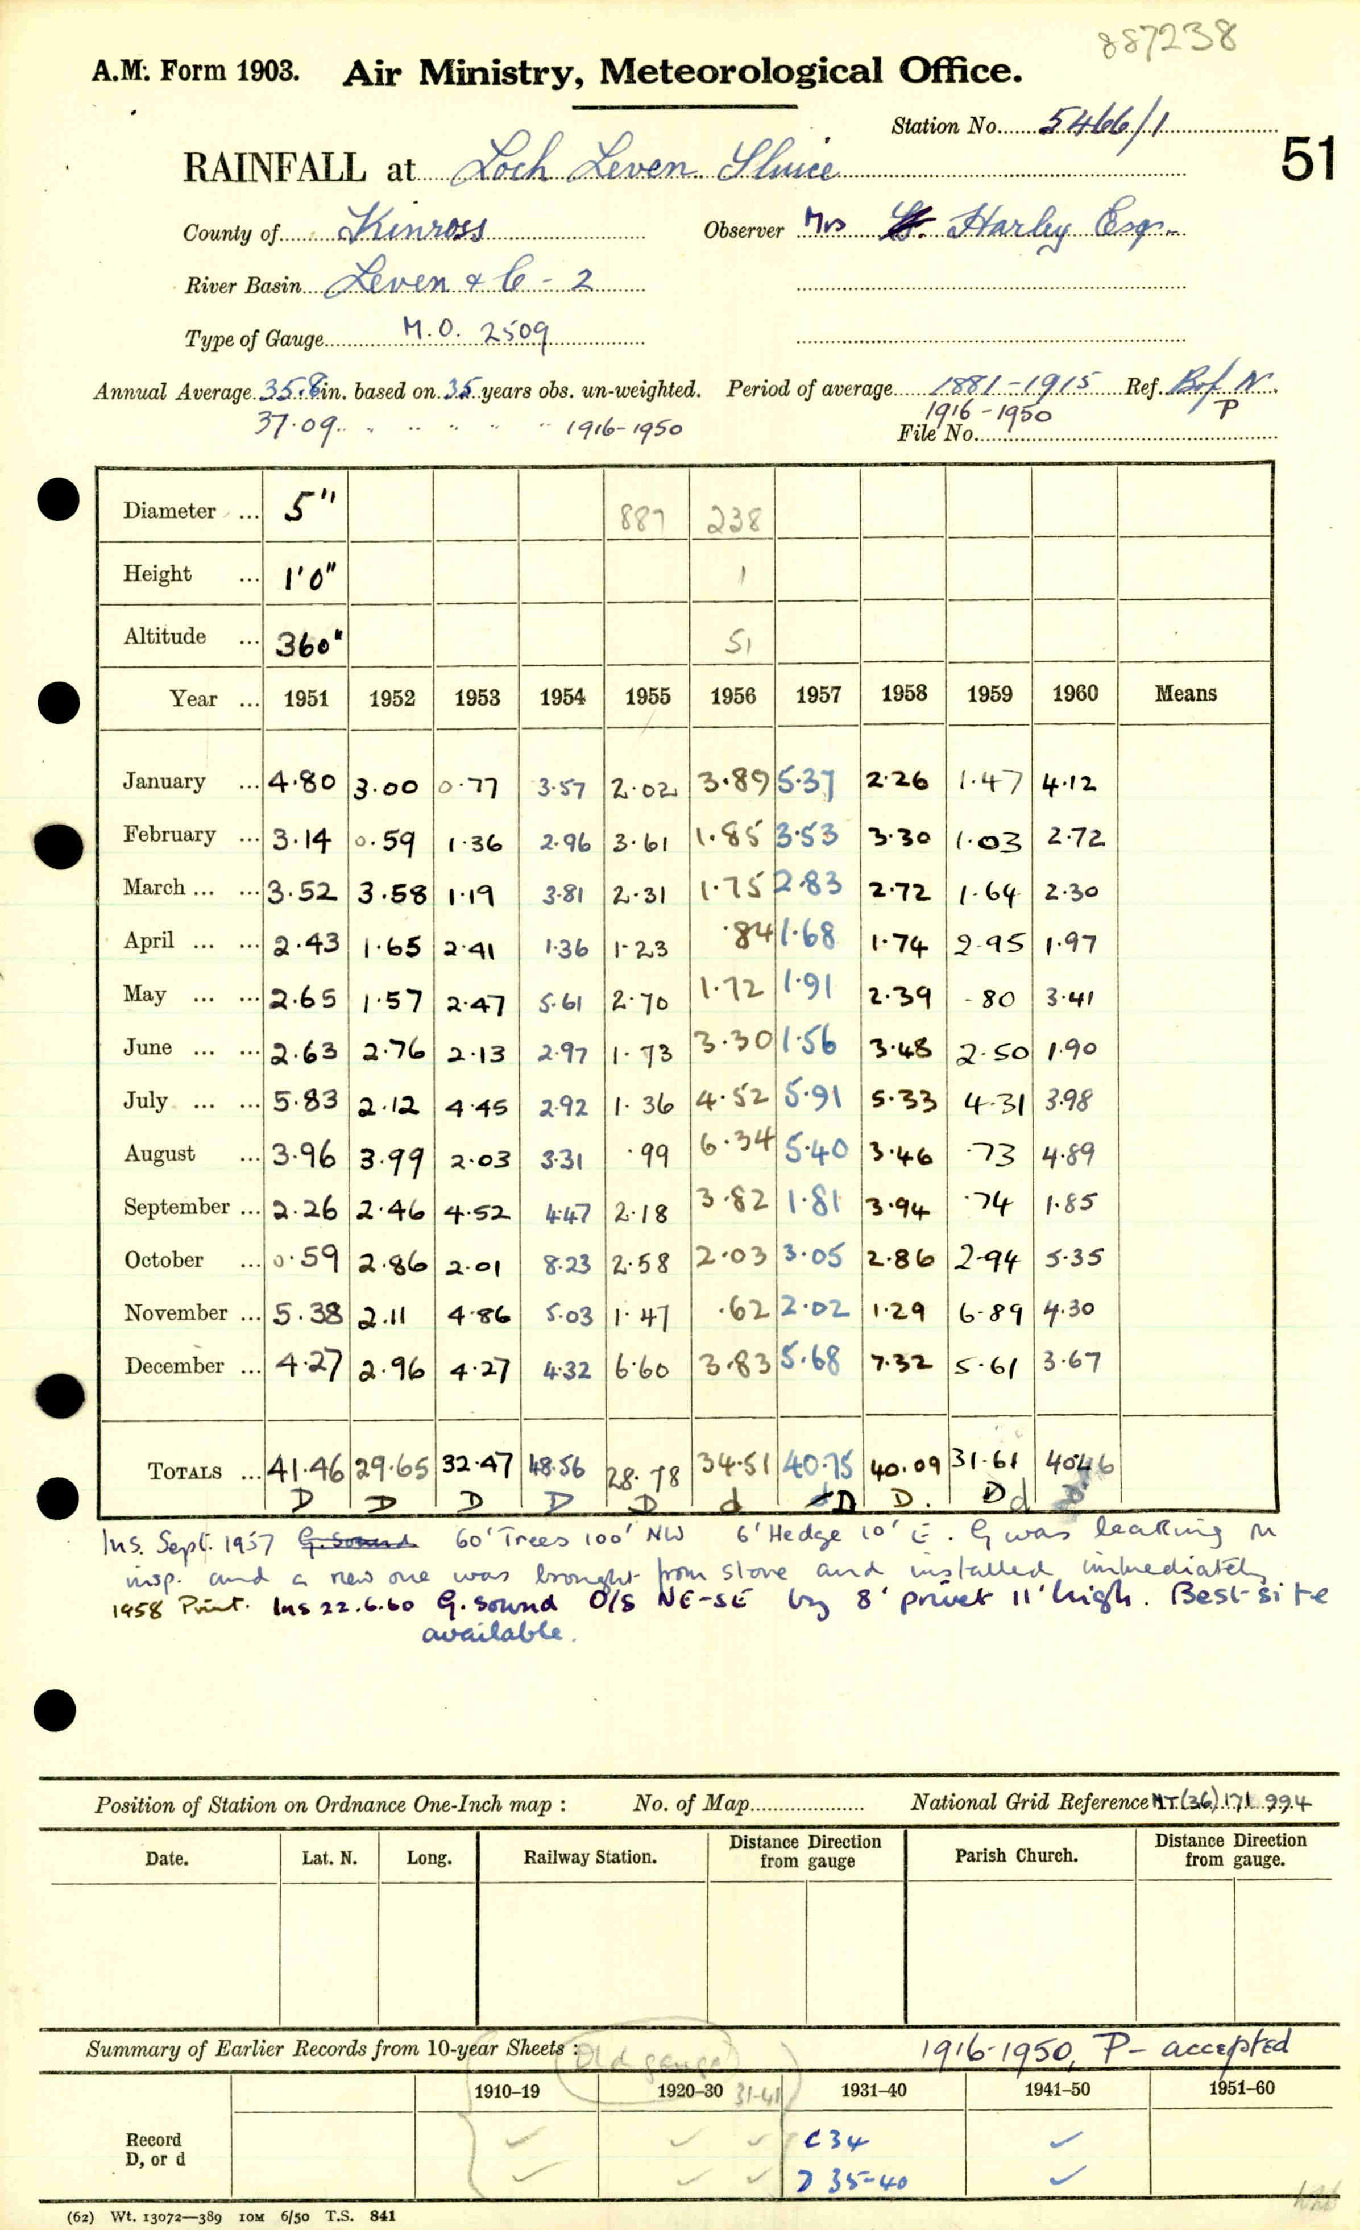 887238
A.M. Form 1903. Air Ministry, Meteorological Office.
Station No. 5466/1
51
RAINFALL at Loch Leven Sluice
County of Kinross Observer Mrs Harley Esq.
River Basin Leven & C - 2
Type of Gauge M.O. 2509
Annual Average 35.8 in. based on 35 years obs. un-weighted. Period of average 1881-1915 Ref. Bof N.
37.09 " " " " " 1916-1950 1916-1950 P
File No.
Diameter ... 5" 887 238
Height ... 1'0" 1
Altitude ... 360" 51
Year ... 1951 1952 1953 1954 1955 1956 1957 1958 1959 1960 Means
January ... 4.80 3.00 0.77 3.57 2.02 3.89 5.37 2.26 1.47 4.12
February ... 3.14 0.59 1.36 2.96 3.61 1.85 3.53 3.30 1.03 2.72
March ... ... 3.52 3.58 1.19 3.81 2.31 1.75 2.83 2.72 1.64 2.30
April ... ... 2.43 1.65 2.41 1.36 1.23 .84 1.68 1.74 2.95 1.97
May ... ... 2.65 1.57 2.47 5.61 2.70 1.72 1.91 2.39 .80 3.41
June ... ... 2.63 2.76 2.13 2.97 1.73 3.30 1.56 3.48 2.50 1.90
July ... ... 5.83 2.12 4.45 2.92 1.36 4.52 5.91 5.33 4.31 3.98
August ... 3.96 3.99 2.03 3.31 .99 6.34 5.40 3.46 .73 4.89
September ... 2.26 2.46 4.52 4.47 2.18 3.82 1.81 3.94 .74 1.85
October ... 0.59 2.86 2.01 8.23 2.58 2.03 3.05 2.86 2.94 5.35
November ... 5.38 2.11 4.86 5.03 1.47 .62 2.02 1.29 6.89 4.30
December ... 4.27 2.96 4.27 4.32 6.60 3.83 5.68 7.32 5.61 3.67
TOTALS ... 41.46 29.65 32.47 48.56 28.78 34.51 40.75 40.09 31.61 40.46
D D D D D d D D. D d
Ins. Sept. 1957 G. sound 60' Trees 100' NW 6' Hedge 10' E. G was leaking on
insp. and a new one was brought from store and installed immediately
1958 Print. Ins 22.6.60 G. sound O/S NE-SE by 8' privet 11' high. Best site
available.
Position of Station on Ordnance One-Inch map : No. of Map National Grid Reference NT(36) 171 994
Date. Lat. N. Long. Railway Station. Distance Direction from gauge Parish Church. Distance Direction from gauge.
Summary of Earlier Records from 10-year Sheets : Old gauge 1916-1950, P - accepted
1910–19 1920–30 31-41 1931–40 1941–50 1951–60
Record ✓ ✓ ✓ C 34 ✓
D, or d ✓ ✓ ✓ D 35-40 ✓
(62) Wt. 13072—389 10M 6/50 T.S. 841